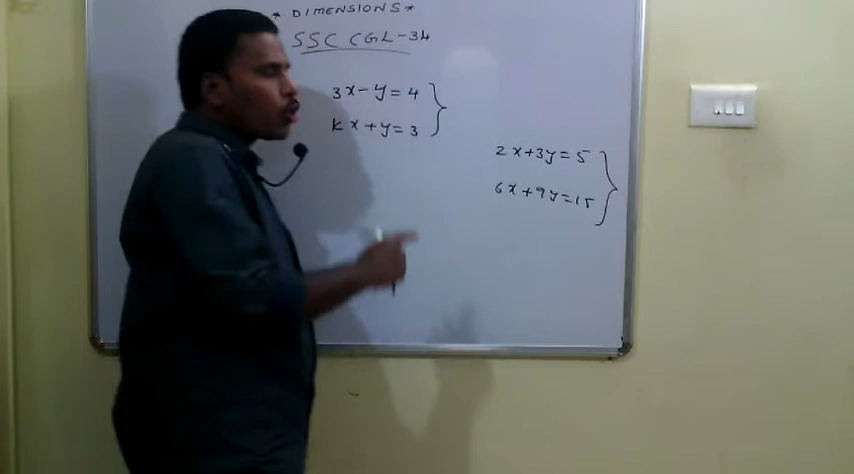 * DIMENSIONS *
SSC CGL-34
3x-y=4
kx+y=3
2x+3y=5
6x+9y=15